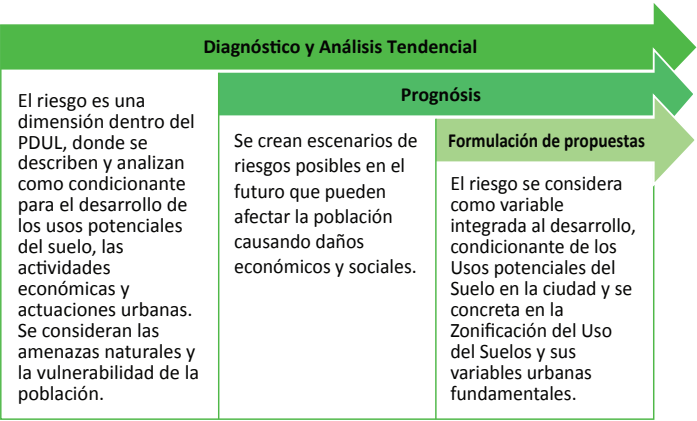 Diagnóstico y Análisis Tendencial
El riesgo es una
dimensión dentro del
PDUL, donde se
describen y analizan
como condicionante
para el desarrollo de
los usos potenciales
del suelo, las
actividades
económicas y
actuaciones urbanas.
Se consideran las
amenazas naturales y
la vulnerabilidad de la
población.
Prognósis
Se crean escenarios de
riesgos posibles en el
futuro que pueden
afectar la población
causando daños
económicos y sociales.
Formulación de propuestas
El riesgo se considera
como variable
integrada al desarrollo,
condicionante de los
Usos potenciales del
Suelo en la ciudad y se
concreta en la
Zonificación del Uso
del Suelos y sus
variables urbanas
fundamentales.